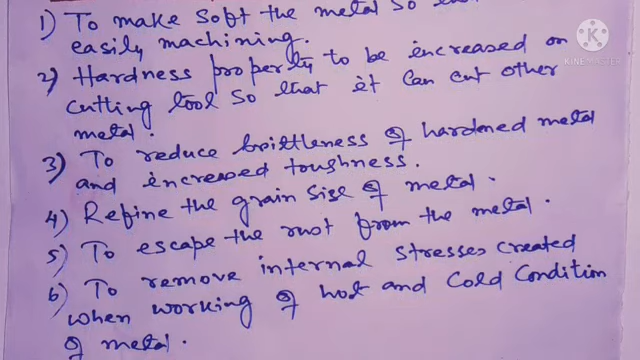 1) To make soft the metal so
easily machining.
2) Hardness property to be increased on
cutting tool so that it can cut other
metal.
3) To reduce brittleness of hardened metal
and increased toughness.
4) Refine the grain size of metal.
5) To escape the rust from the metal.
6) To remove internal stresses created
when working of hot and cold condition
of metal.
KINEMASTER